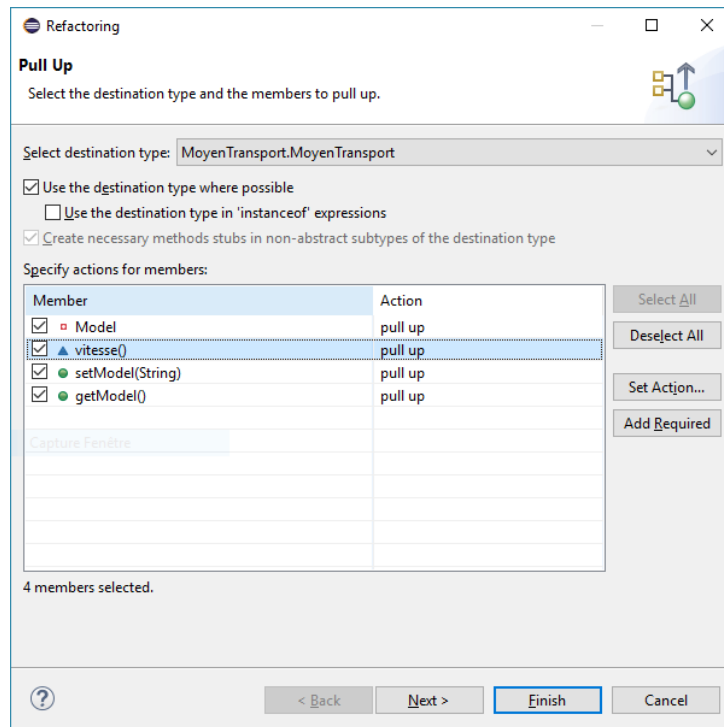 Refactoring
Pull Up
Select the destination type and the members to pull up.
Select destination type: MoyenTransport.MoyenTransport
Use the destination type where possible
Use the destination type in 'instanceof' expressions
Create necessary methods stubs in non-abstract subtypes of the destination type
Specify actions for members:
Member Action
Model pull up
vitesse() pull up
setModel(String) pull up
getModel() pull up
Capture Fenêtre
Select All
Deselect All
Set Action...
Add Required
4 members selected.
? < Back Next > Finish Cancel